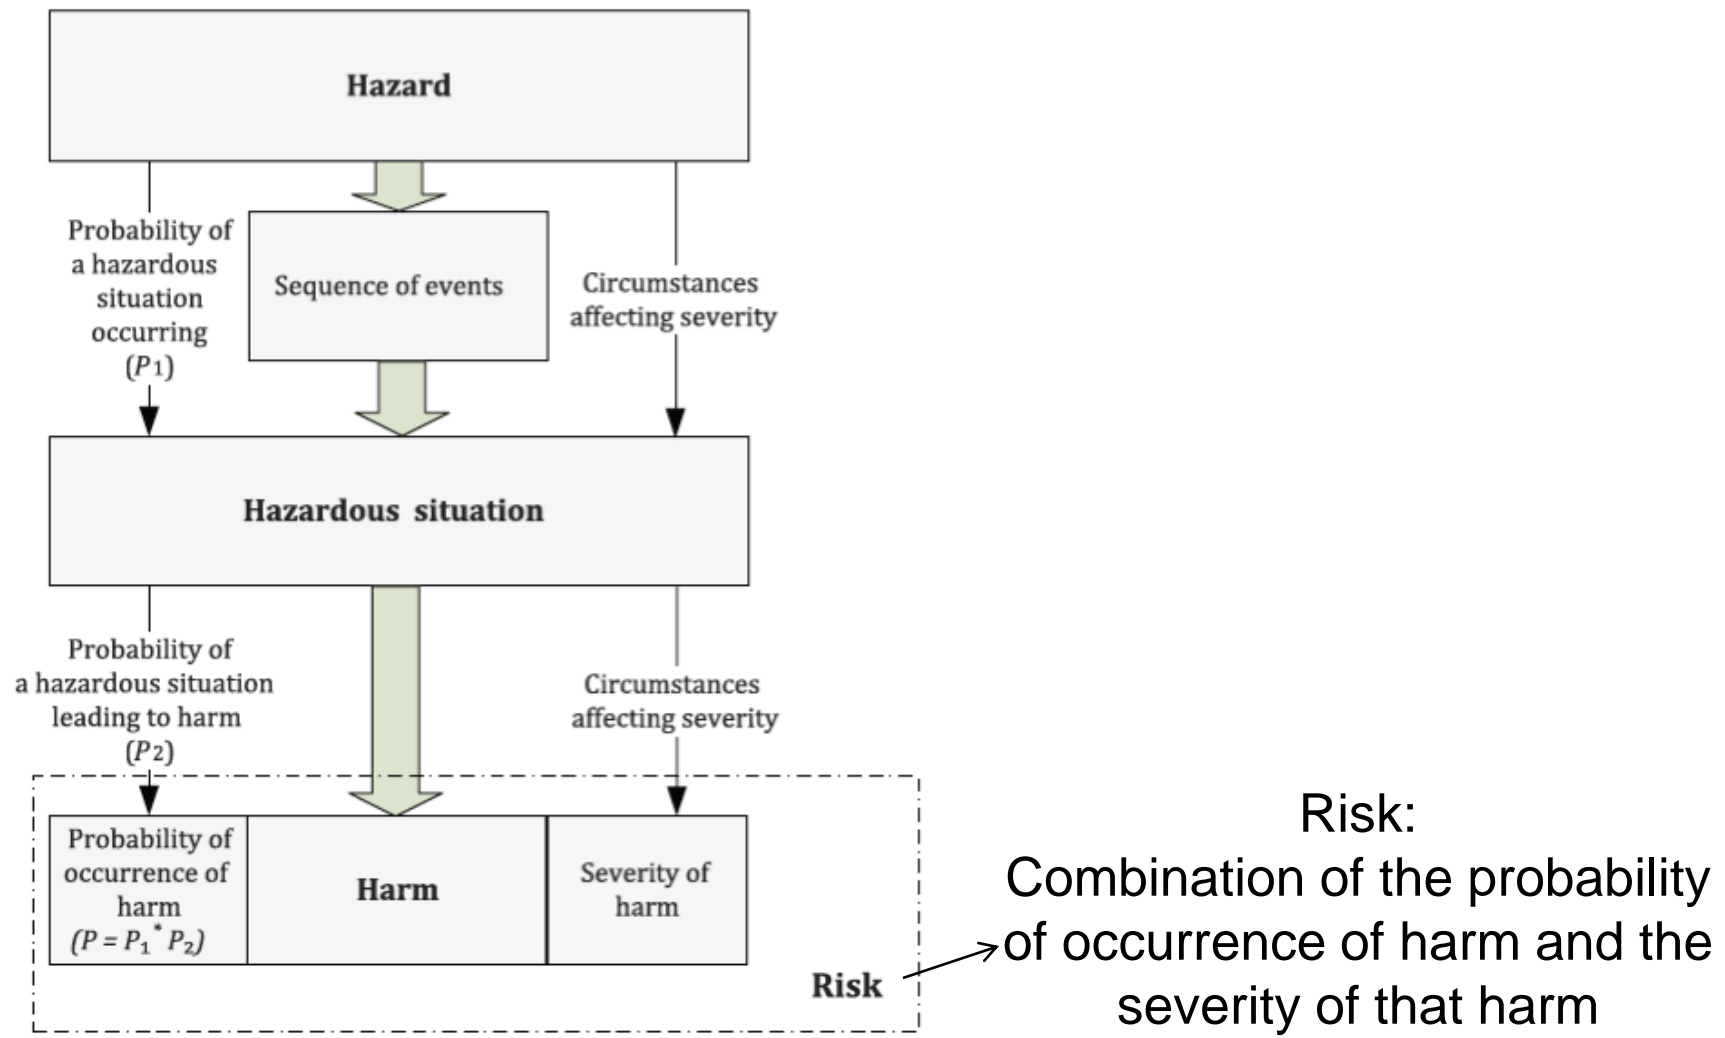 Hazard
Probability of
a hazardous
situation
occurring
(P1)
Sequence of events
Circumstances
affecting severity
Hazardous situation
Probability of
a hazardous situation
leading to harm
(P2)
Circumstances
affecting severity
Probability of
occurrence of
harm
(P = P₁* P₂)
Harm
Severity of
harm
Risk
Risk:
Combination of the probability
of occurrence of harm and the
severity of that harm